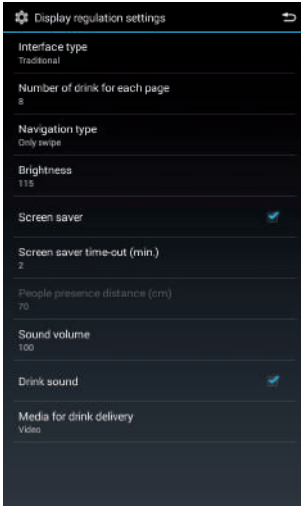 Display regulation settings
Interface type
Traditional
Number of drink for each page
8
Navigation type
Only swipe
Brightness
115
Screen saver
Screen saver time-out (min.)
2
People presence distance (cm)
70
Sound volume
100
Drink sound
Media for drink delivery
Video